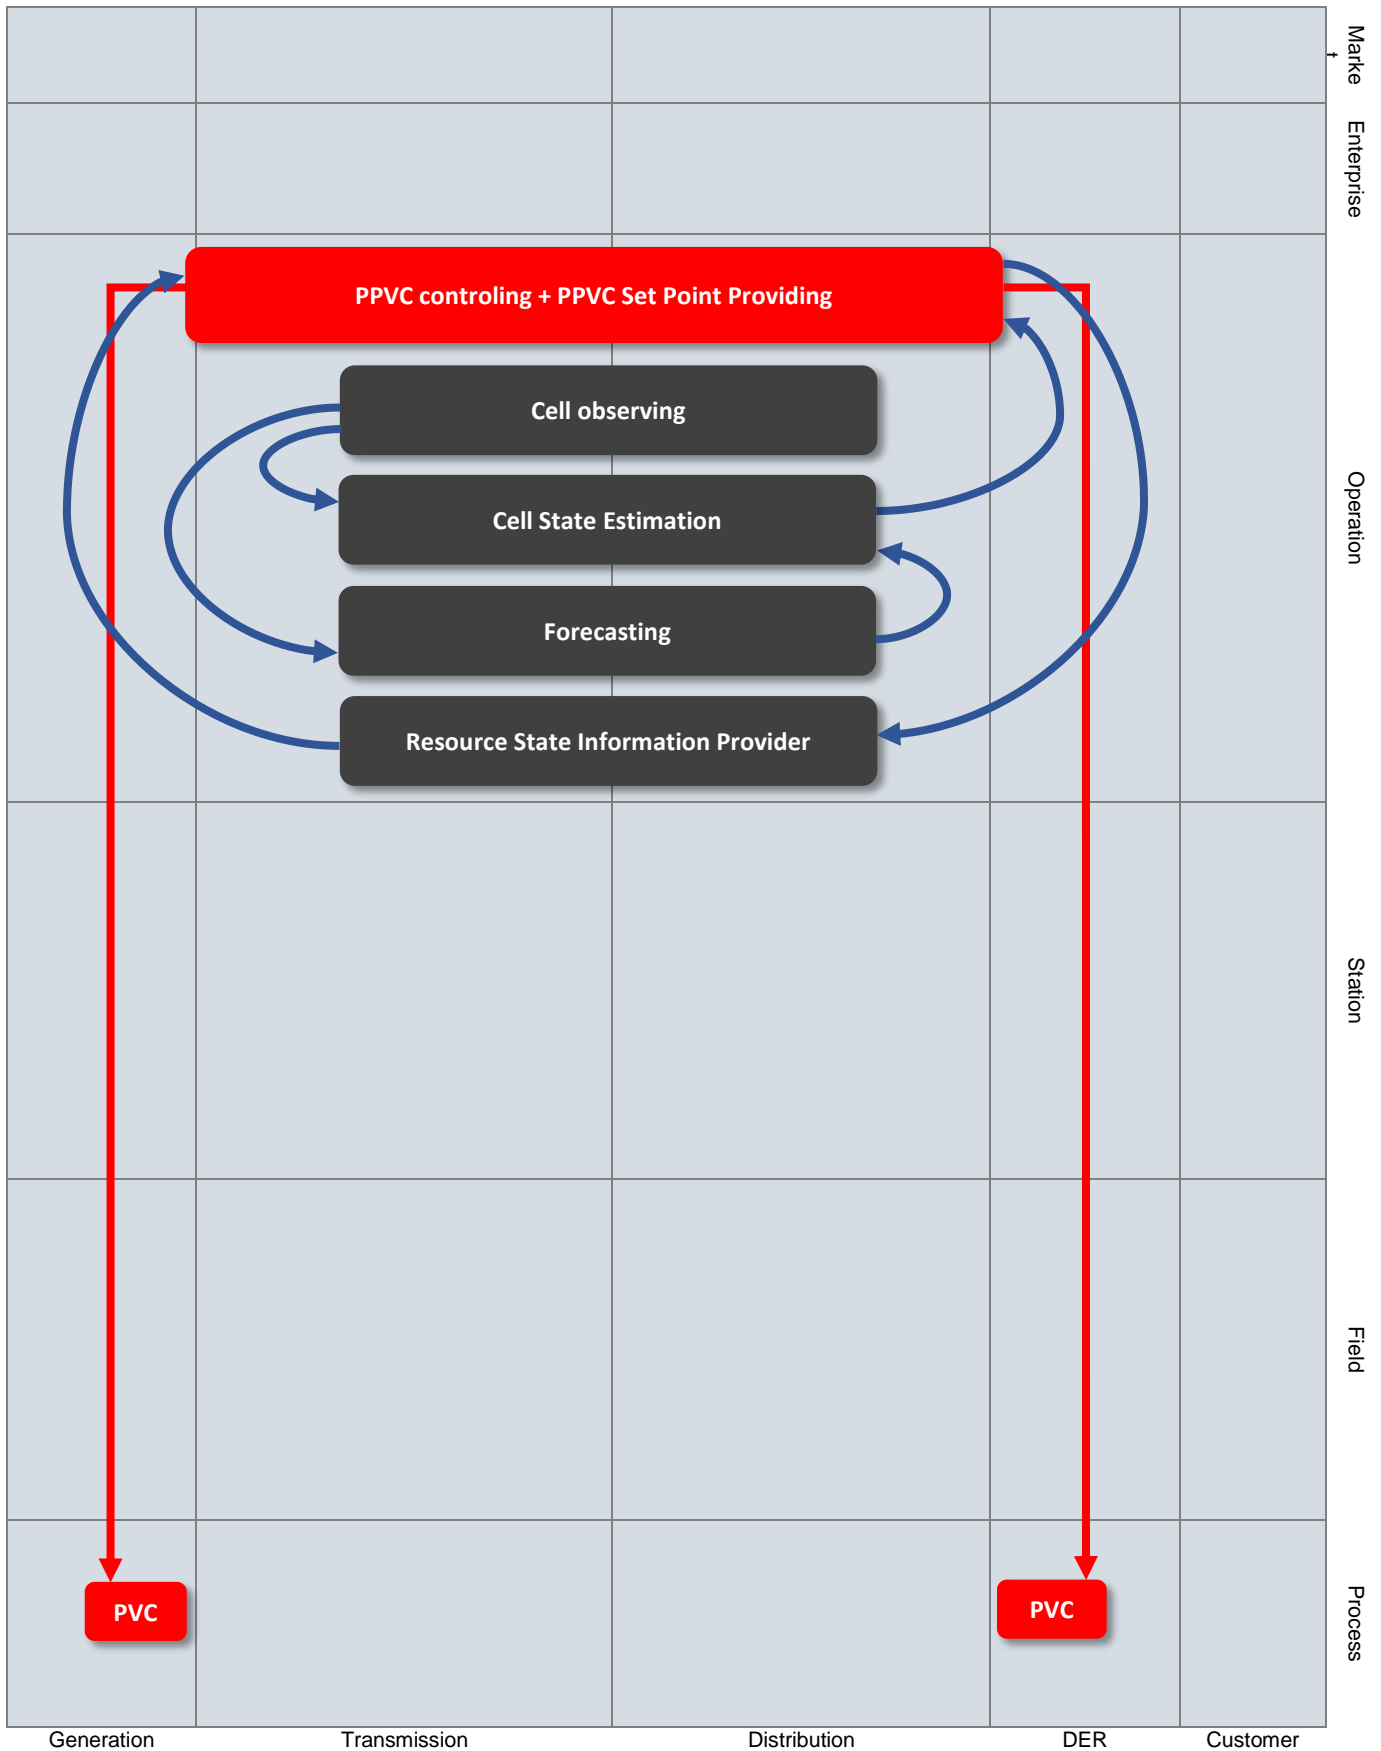 Marke
t
Enterprise
PPVC controling + PPVC Set Point Providing
Cell observing
Cell State Estimation
Operation
Forecasting
Resource State Information Provider
Station
Field
PVC
PVC
Process
Generation
Transmission
Distribution
DER
Customer